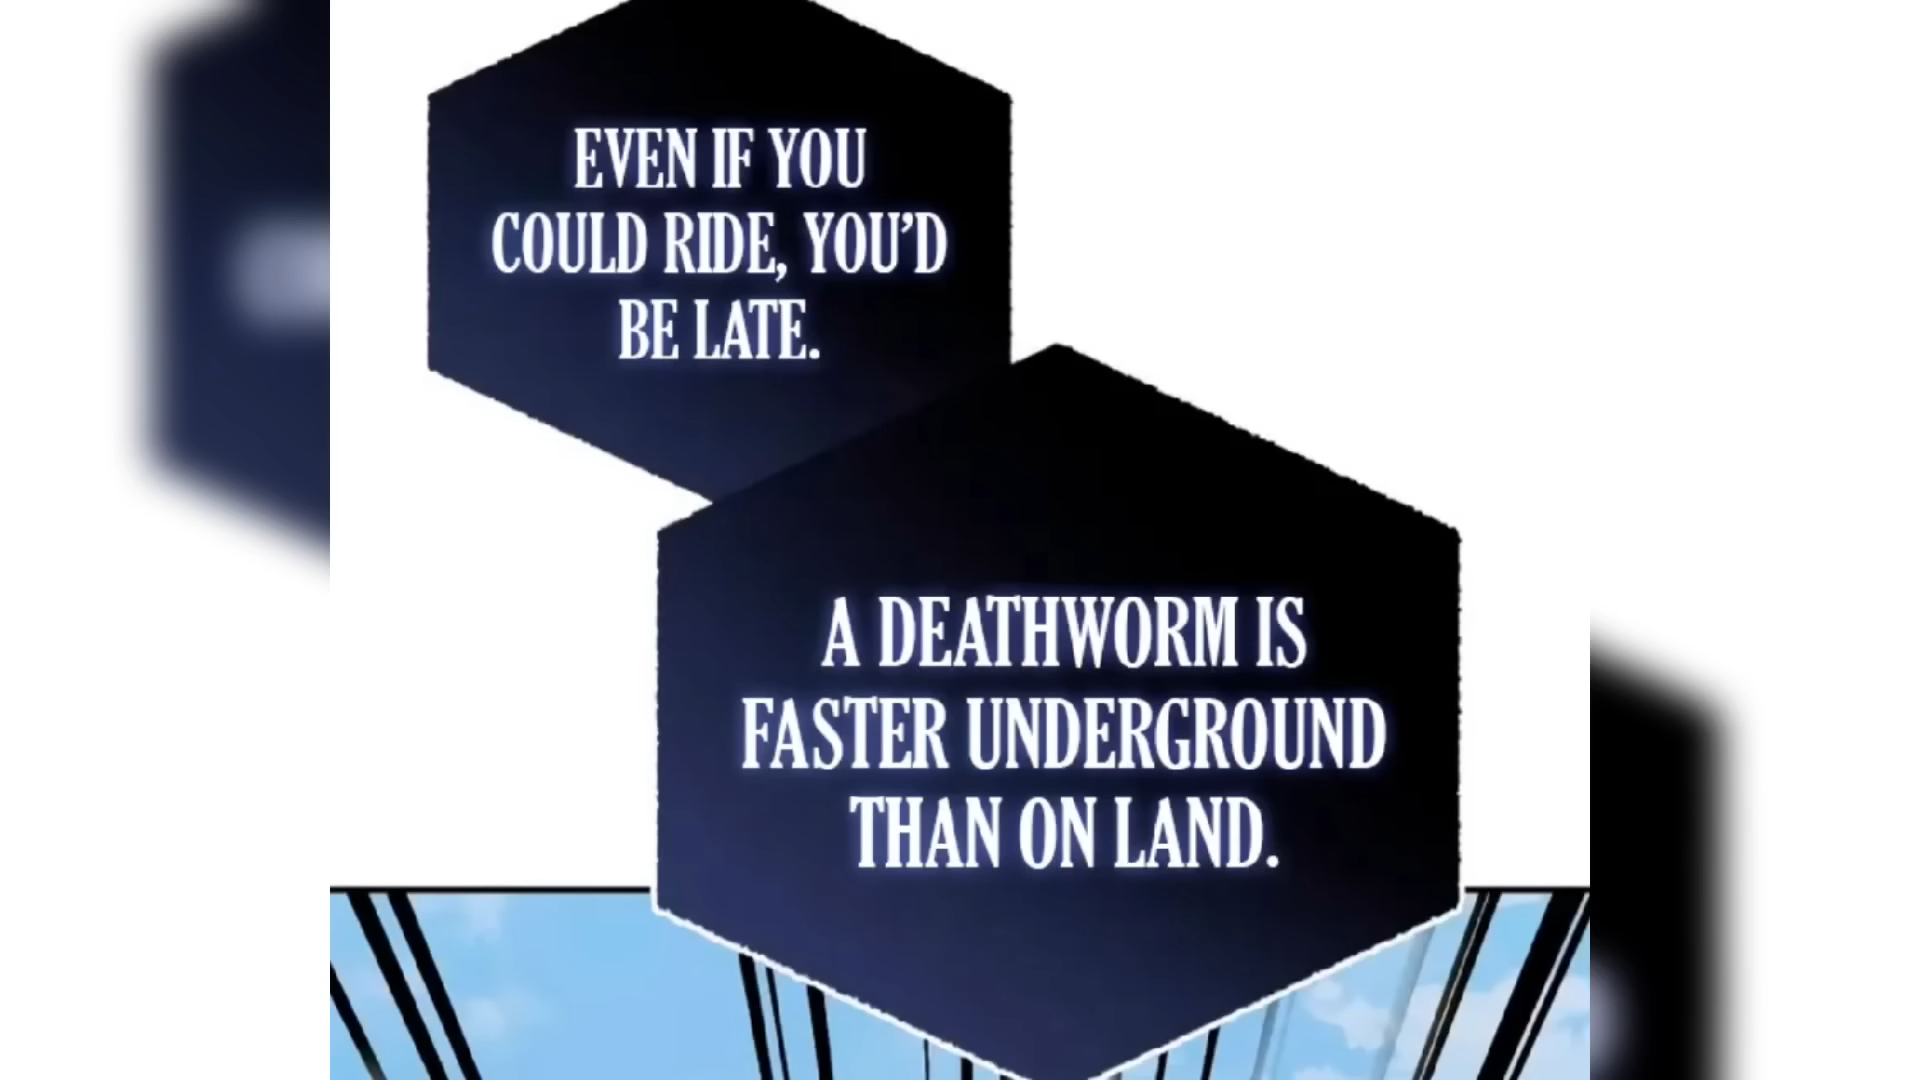 EVEN IF YOU
COULD RIDE, YOU'D
BE LATE.
A DEATHWORM IS
FASTER UNDERGROUND
THAN ON LAND.